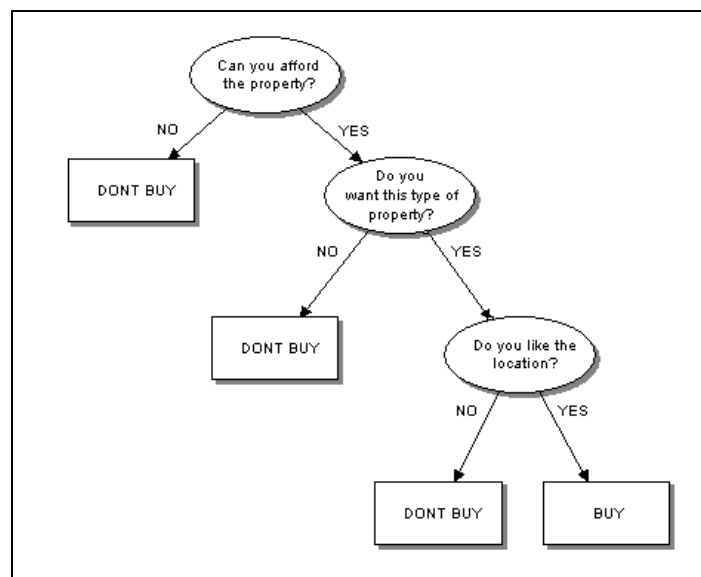 Can you afford
the property?
NO
YES
DONT BUY
Do you
want this type of
property?
NO
YES
DONT BUY
Do you like the
location?
NO
YES
DONT BUY
BUY